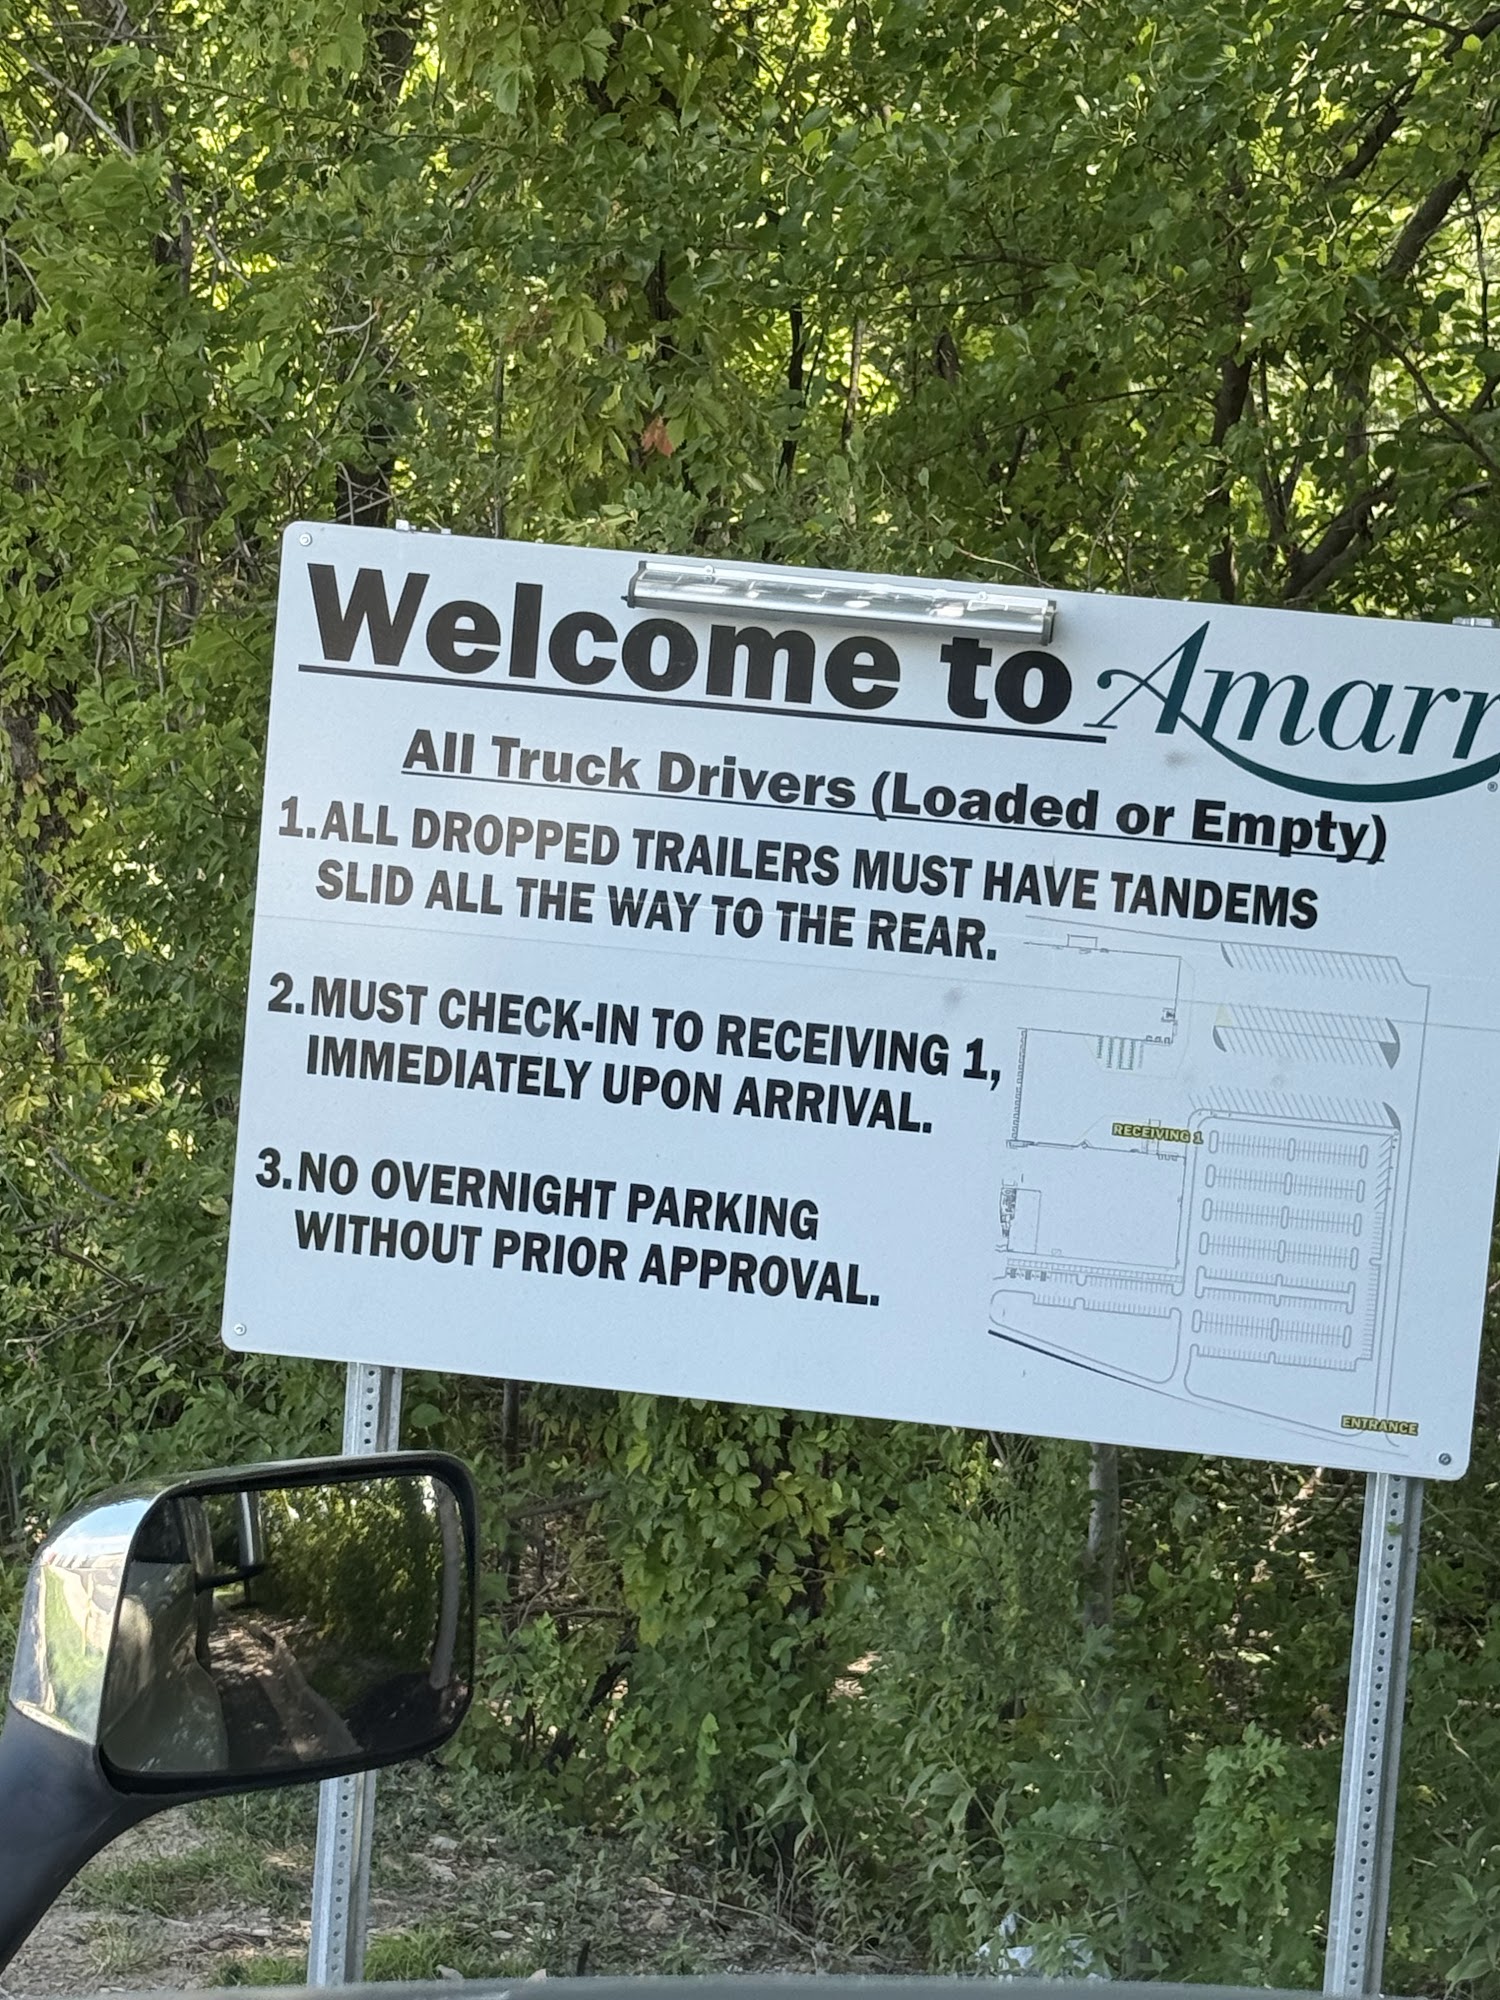 Welcome to Amarr
All Truck Drivers (Loaded or Empty)
1. ALL DROPPED TRAILERS MUST HAVE TANDEMS
SLID ALL THE WAY TO THE REAR.
2. MUST CHECK-IN TO RECEIVING 1,
IMMEDIATELY UPON ARRIVAL.
3. NO OVERNIGHT PARKING
WITHOUT PRIOR APPROVAL.
RECEIVING 1
ENTRANCE